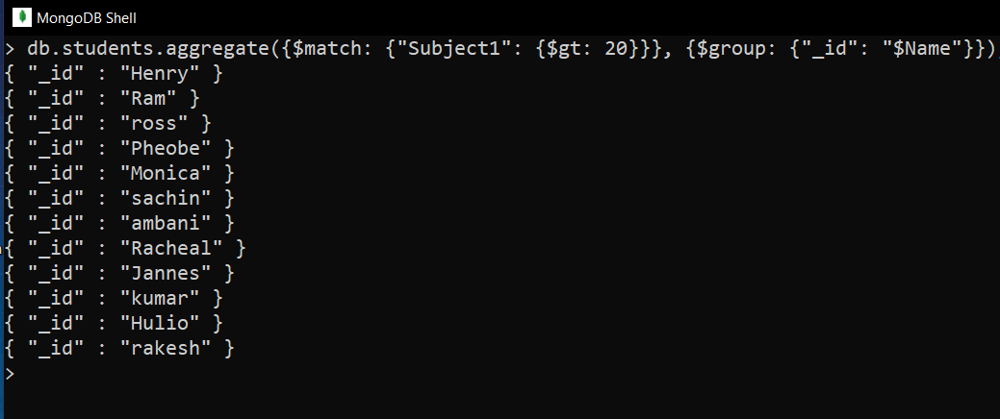 MongoDB Shell
> db.students.aggregate({$match: {"Subject1": {$gt: 20}}}, {$group: {"_id": "$Name"}})
{ "_id" : "Henry" }
{ "_id" : "Ram" }
{ "_id" : "ross" }
{ "_id" : "Pheobe" }
{ "_id" : "Monica" }
{ "_id" : "sachin" }
{ "_id" : "ambani" }
{ "_id" : "Racheal" }
{ "_id" : "Jannes" }
{ "_id" : "kumar" }
{ "_id" : "Hulio" }
{ "_id" : "rakesh" }
>